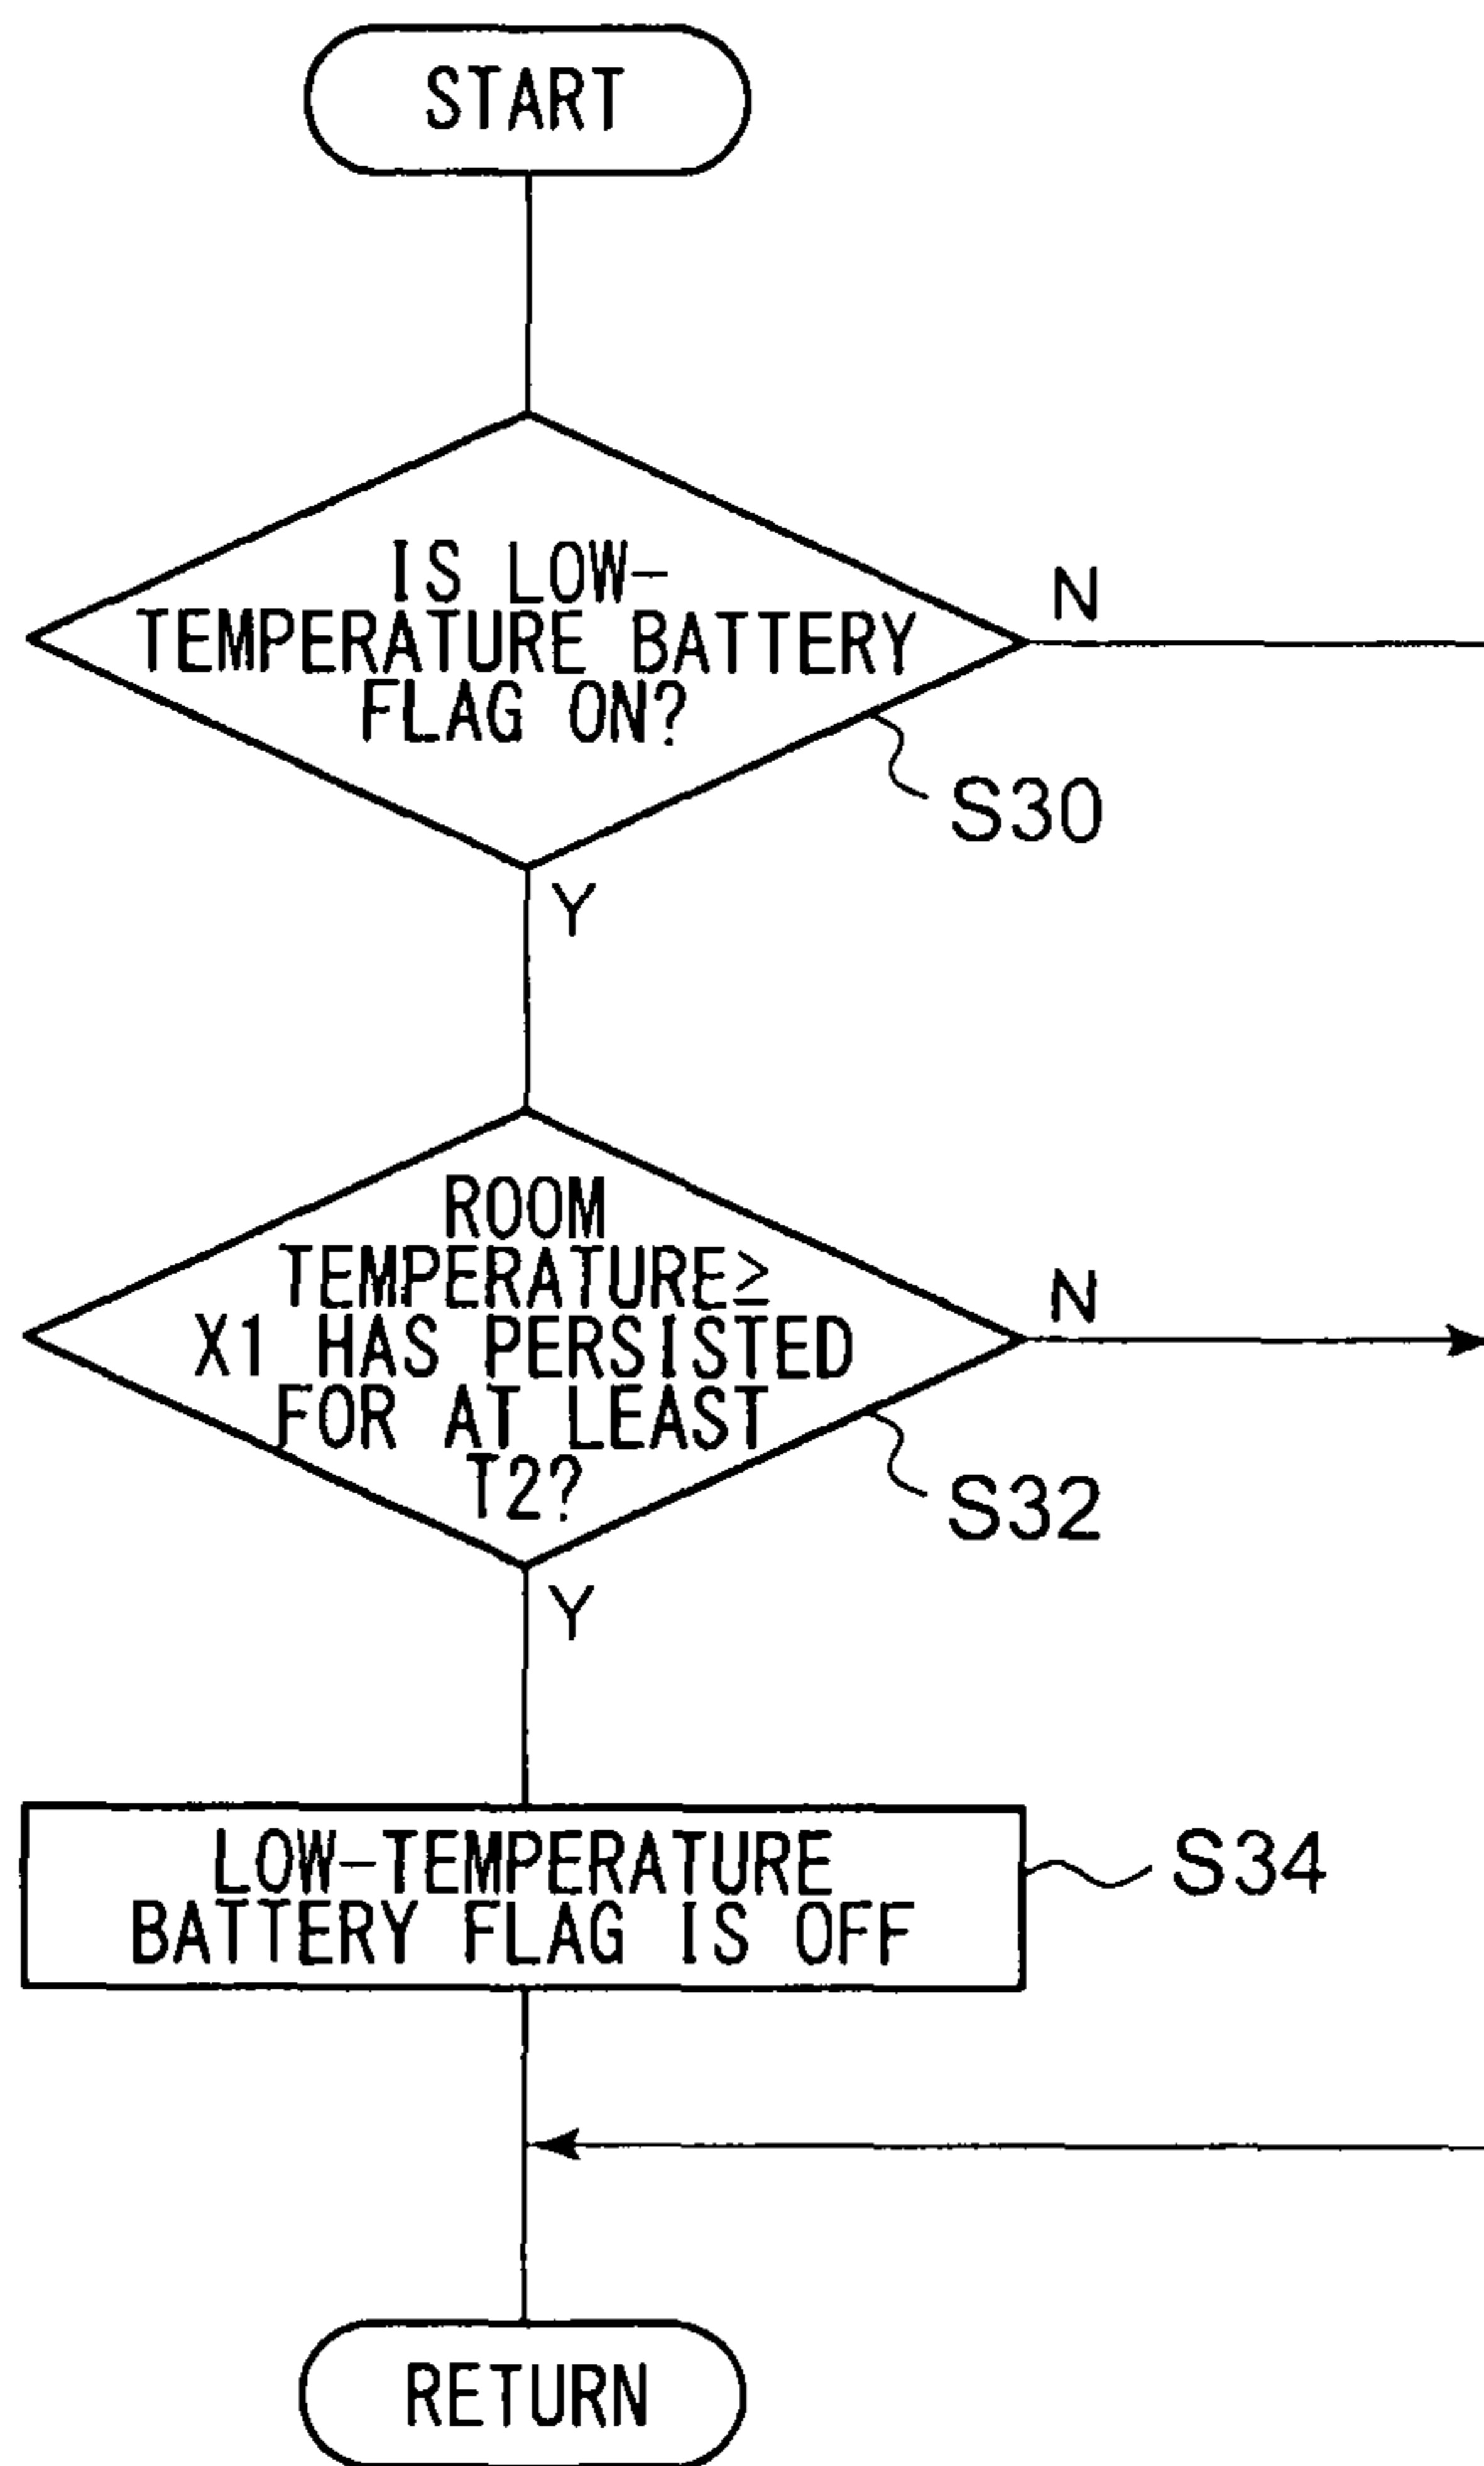 START
IS LOW-
TEMPERATURE BATTERY
FLAG ON?
N
S30
Y
ROOM
TEMPERATURE≥
X1 HAS PERSISTED
FOR AT LEAST
T2?
N
S32
Y
LOW-TEMPERATURE
BATTERY FLAG IS OFF
S34
RETURN